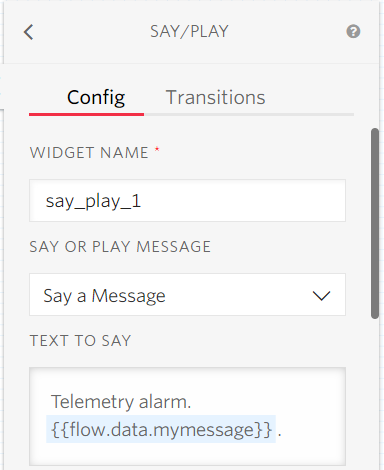 SAY/PLAY
Config Transitions
WIDGET NAME *
say_play_1
SAY OR PLAY MESSAGE
Say a Message
TEXT TO SAY
Telemetry alarm.
{{flow.data.mymessage}} .